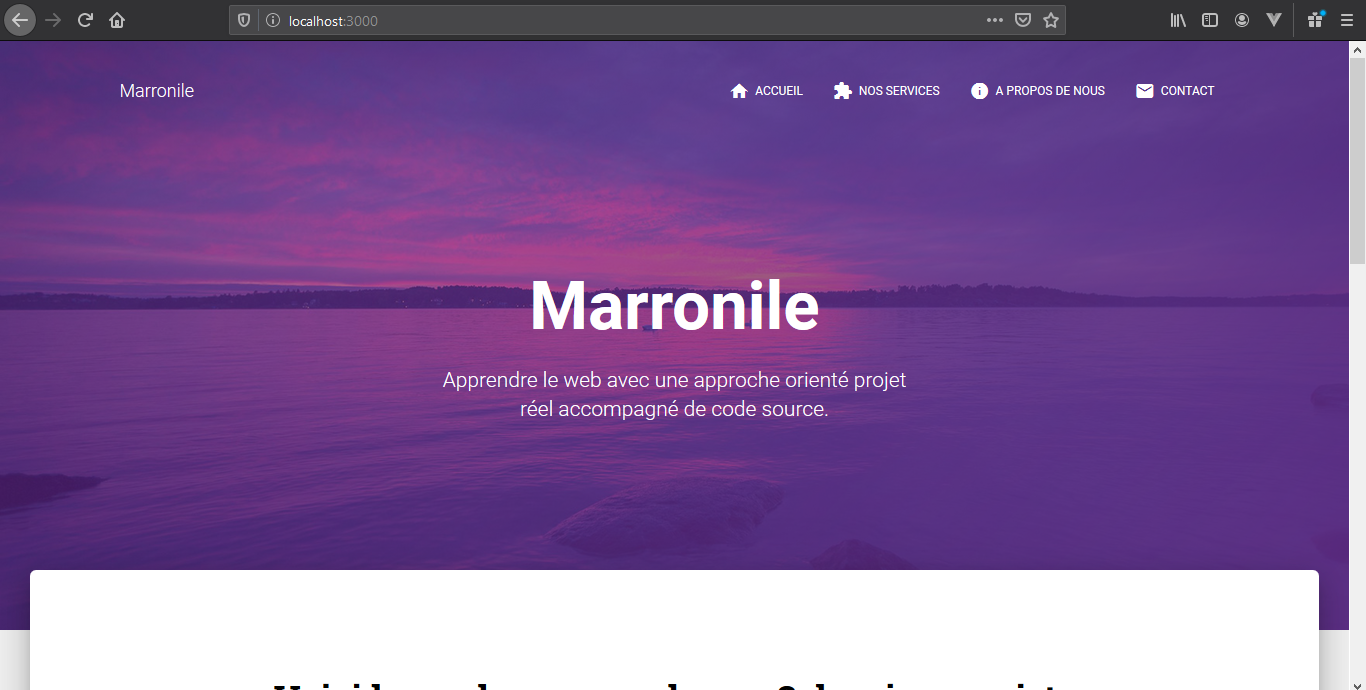 localhost:3000
Marronile
ACCUEIL
NOS SERVICES
A PROPOS DE NOUS
CONTACT
Marronile
Apprendre le web avec une approche orienté projet
réel accompagné de code source.